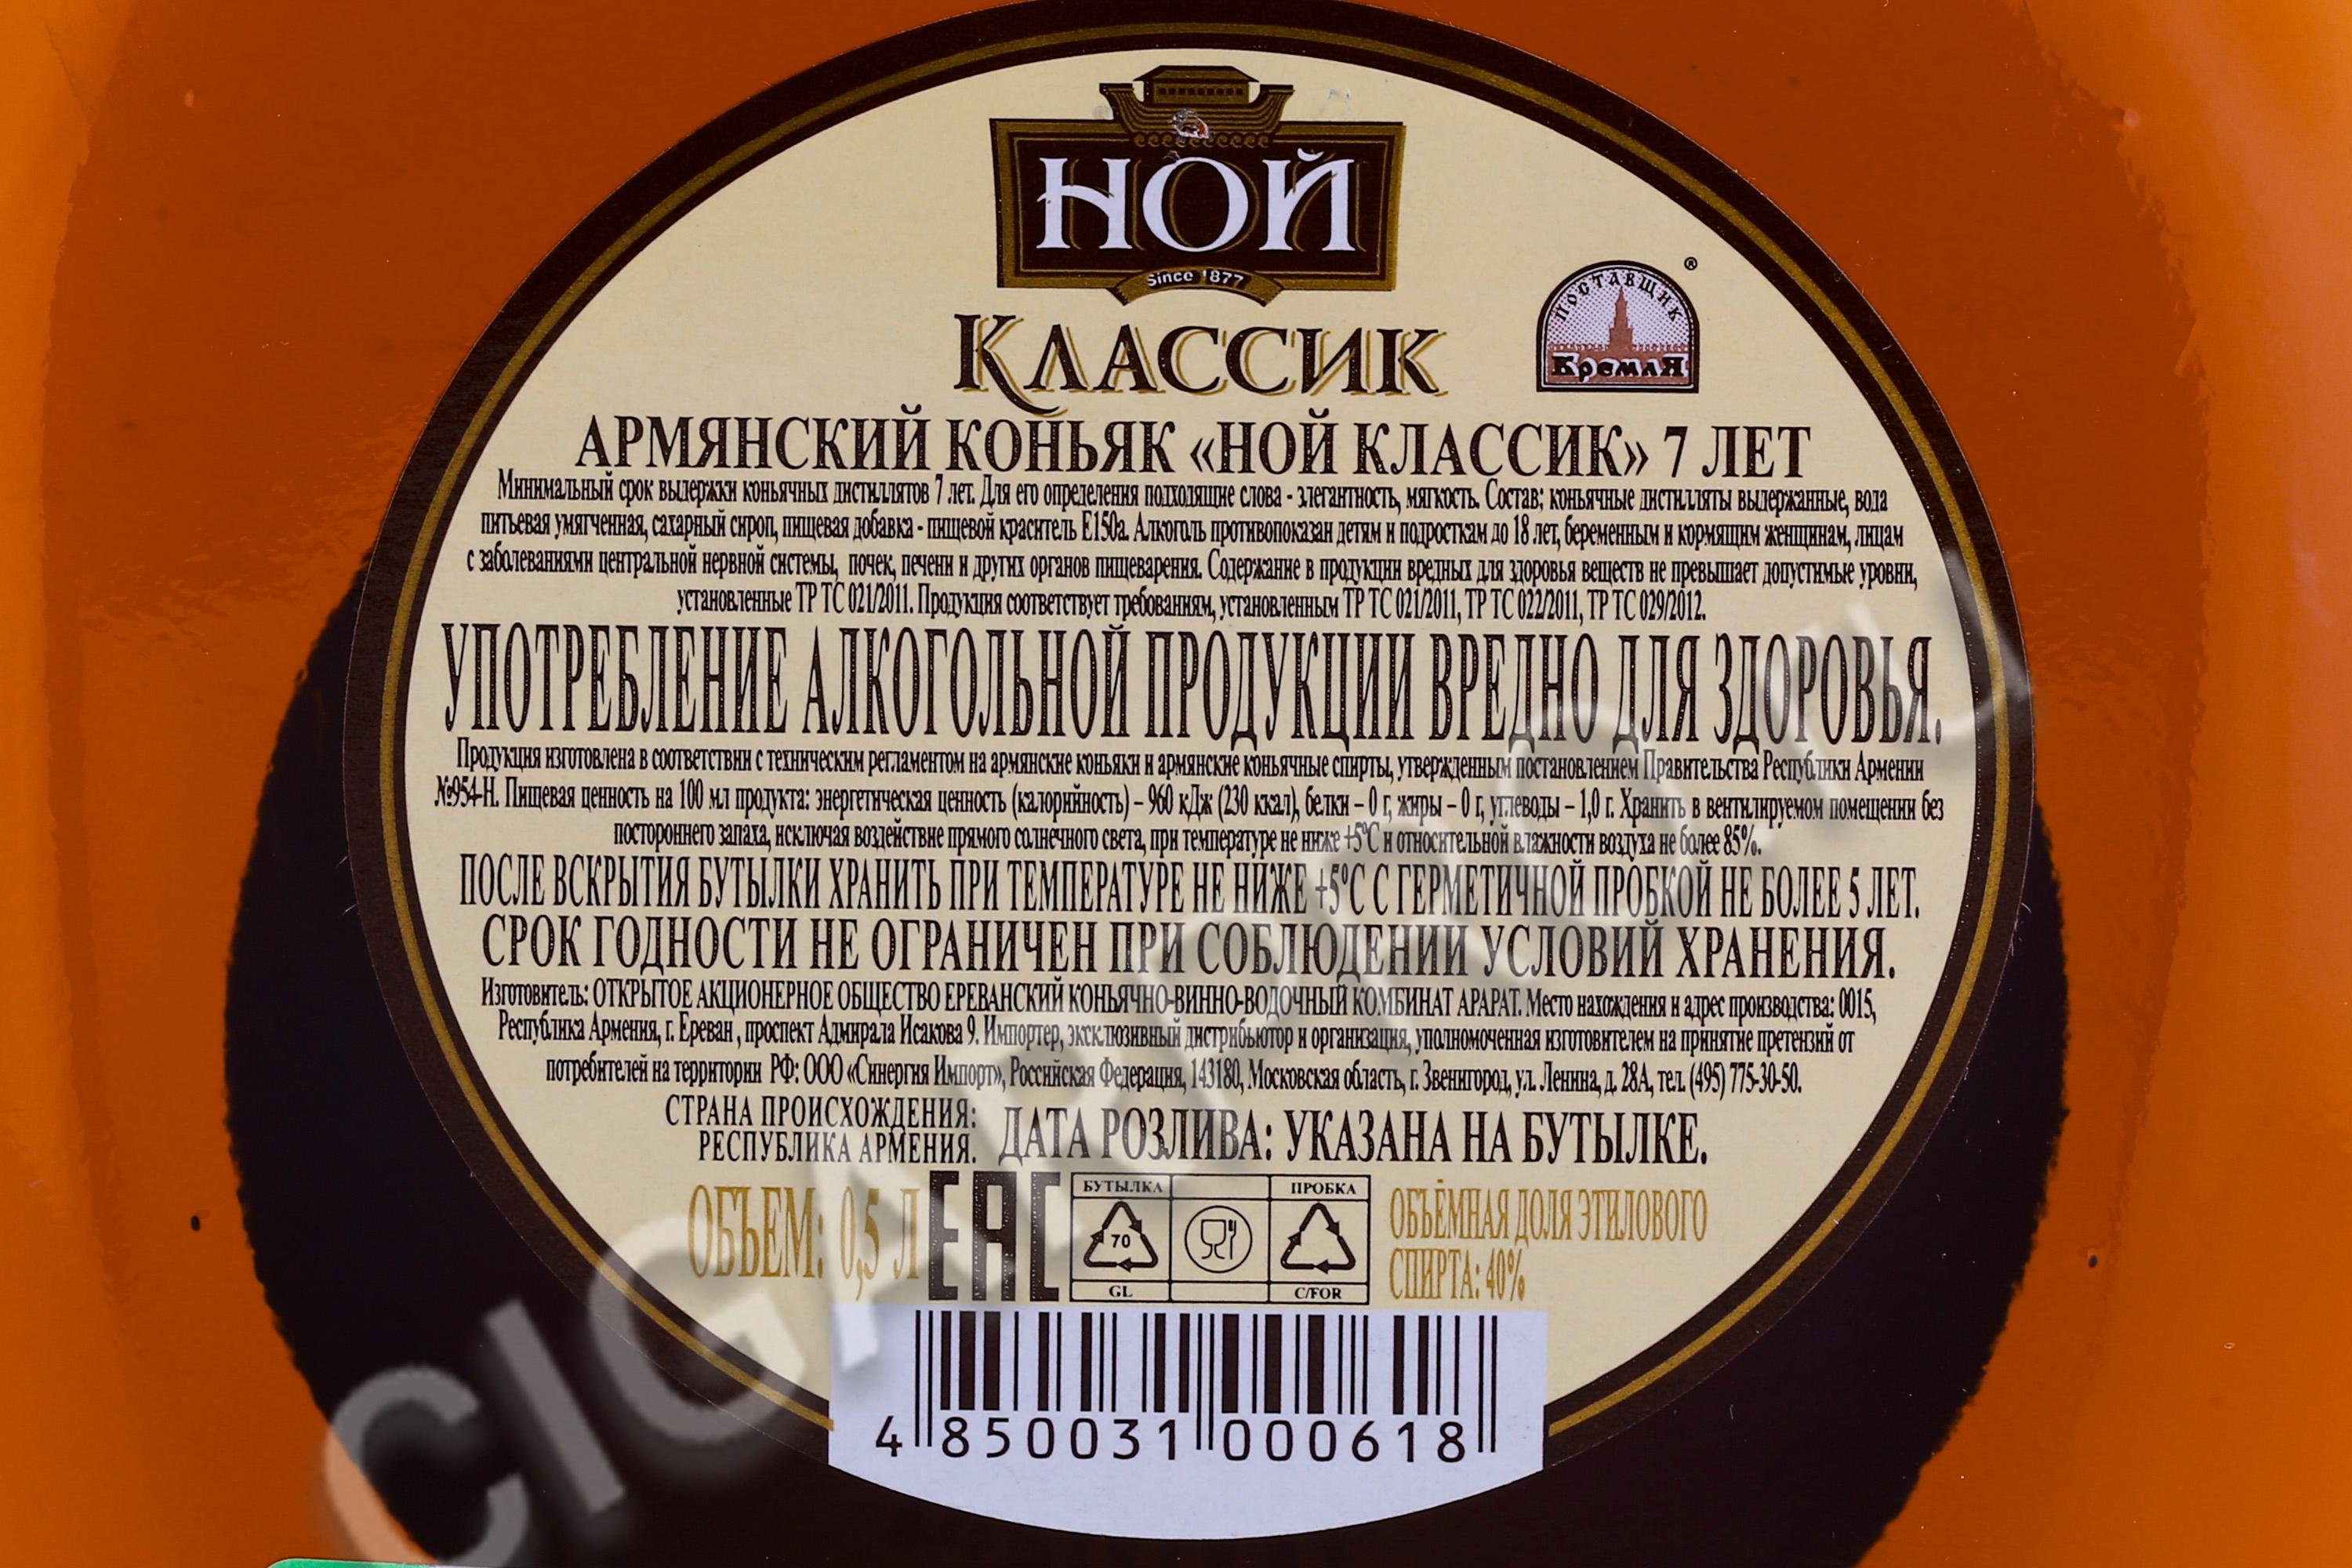 НОЙ
Since 1877
ПОСТАВЩИК
КРЕМЛЯ
®
КЛАССИК
АРМЯНСКИЙ КОНЬЯК «НОЙ КЛАССИК» 7 ЛЕТ
Минимальный срок выдержки коньячных дистиллятов 7 лет. Для его определения подходящие слова - элегантность, мягкость. Состав: коньячные дистилляты выдержанные, вода
питьевая умягченная, сахарный сироп, пищевая добавка - пищевой краситель Е150а. Алкоголь противопоказан детям и подросткам до 18 лет, беременным и кормящим женщинам, лицам
с заболеваниями центральной нервной системы, почек, печени и других органов пищеварения. Содержание в продукции вредных для здоровья веществ не превышает допустимые уровни,
установленные ТР ТС 021/2011. Продукция соответствует требованиям, установленным ТР ТС 021/2011, ТР ТС 022/2011, ТР ТС 029/2012.
УПОТРЕБЛЕНИЕ АЛКОГОЛЬНОЙ ПРОДУКЦИИ ВРЕДНО ДЛЯ ЗДОРОВЬЯ.
Продукция изготовлена в соответствии с техническим регламентом на армянские коньяки и армянские коньячные спирты, утвержденным постановлением Правительства Республики Армении
№954-Н. Пищевая ценность на 100 мл продукта: энергетическая ценность (калорийность) – 960 кДж (230 ккал), белки – 0 г, жиры – 0 г, углеводы – 1,0 г. Хранить в вентилируемом помещении без
постороннего запаха, исключая воздействие прямого солнечного света, при температуре не ниже +5°С и относительной влажности воздуха не более 85%.
ПОСЛЕ ВСКРЫТИЯ БУТЫЛКИ ХРАНИТЬ ПРИ ТЕМПЕРАТУРЕ НЕ НИЖЕ +5°С С ГЕРМЕТИЧНОЙ ПРОБКОЙ НЕ БОЛЕЕ 5 ЛЕТ.
СРОК ГОДНОСТИ НЕ ОГРАНИЧЕН ПРИ СОБЛЮДЕНИИ УСЛОВИЙ ХРАНЕНИЯ.
Изготовитель: ОТКРЫТОЕ АКЦИОНЕРНОЕ ОБЩЕСТВО ЕРЕВАНСКИЙ КОНЬЯЧНО-ВИННО-ВОДОЧНЫЙ КОМБИНАТ АРАРАТ. Место нахождения и адрес производства: 0015,
Республика Армения, г. Ереван , проспект Адмирала Исакова 9. Импортер, эксклюзивный дистрибьютор и организация, уполномоченная изготовителем на принятие претензий от
потребителей на территории РФ: ООО «Синергия Импорт», Российская Федерация, 143180, Московская область, г. Звенигород, ул. Ленина, д. 28А, тел. (495) 775-30-50.
СТРАНА ПРОИСХОЖДЕНИЯ:
РЕСПУБЛИКА АРМЕНИЯ.
ДАТА РОЗЛИВА: УКАЗАНА НА БУТЫЛКЕ.
ОБЪЕМ: 0,5 Л
ЕАС
БУТЫЛКА
70
GL
ПРОБКА
C/FOR
ОБЪЁМНАЯ ДОЛЯ ЭТИЛОВОГО
СПИРТА: 40%
4 850031 000618